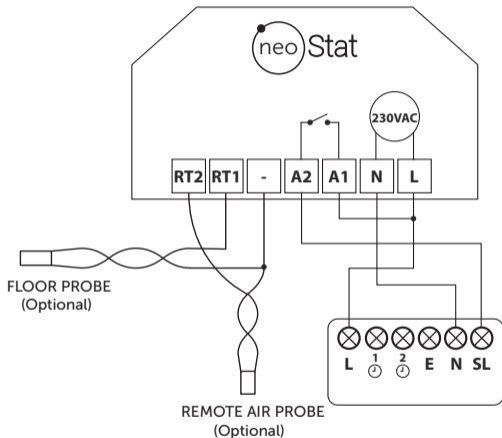 neo Stat
230VAC
RT2 RT1 - A2 A1 N L
FLOOR PROBE
(Optional)
L 1 2 E N SL
REMOTE AIR PROBE
(Optional)